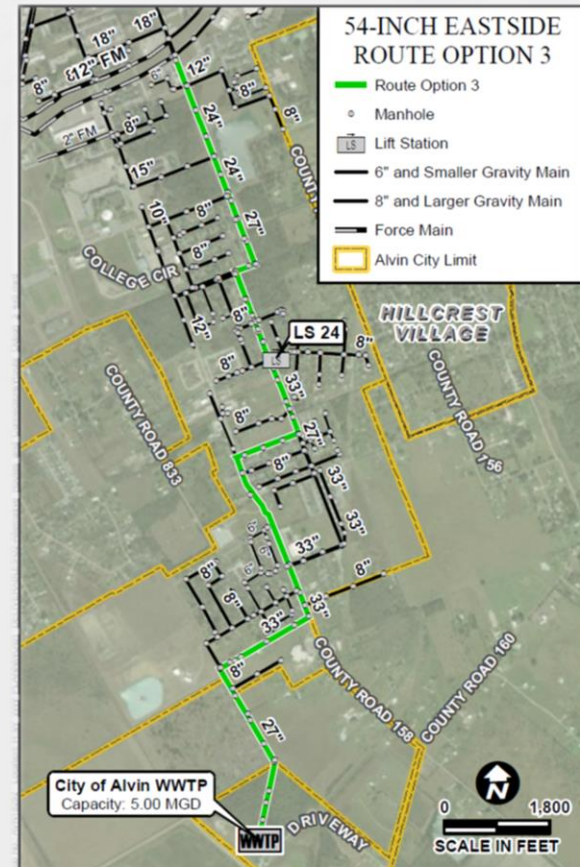 54-INCH EASTSIDE
ROUTE OPTION 3
Route Option 3
Manhole
LS
Lift Station
6" and Smaller Gravity Main
8" and Larger Gravity Main
Force Main
Alvin City Limit
18"
18"
8"
12" FM
6"
12"
8"
8"
24"
2" FM
8"
COUNTY
15"
24"
10"
8"
27"
COLLEGE CIR
8"
12"
8"
HILLCREST
VILLAGE
LS 24
LS
8"
8"
33"
COUNTY ROAD 833
COUNTY ROAD 156
8"
27"
8"
33"
33"
6"
6"
33"
8"
8"
8"
33"
33"
8"
COUNTY ROAD 158
COUNTY ROAD 160
27"
City of Alvin WWTP
Capacity: 5.00 MGD
WWTP
DRIVEWAY
N
0 1,800
SCALE IN FEET